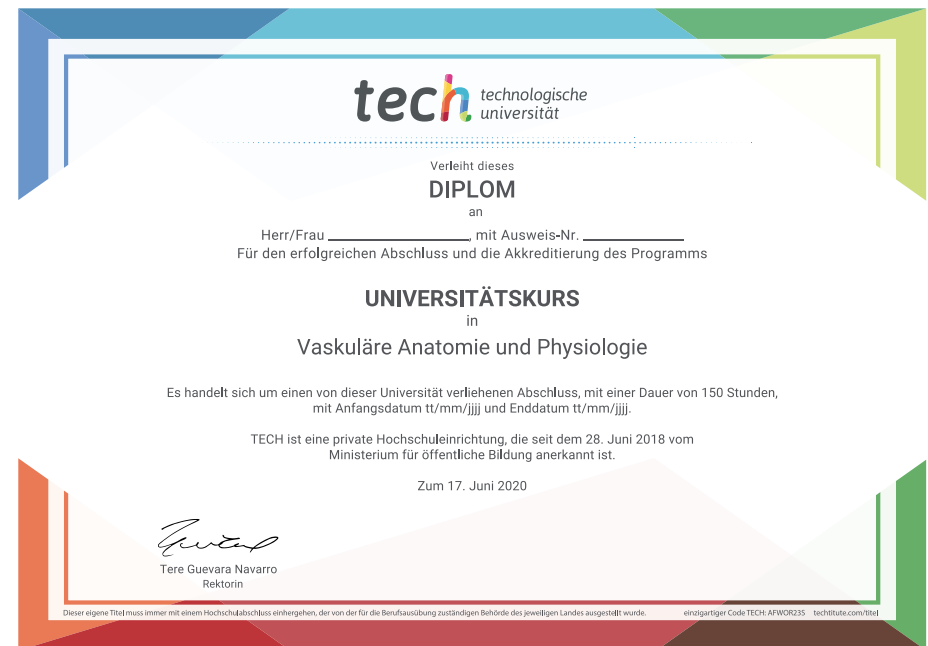 tech technologische
universität
Verleiht dieses
DIPLOM
an
Herr/Frau ____________________, mit Ausweis-Nr. ______________
Für den erfolgreichen Abschluss und die Akkreditierung des Programms
UNIVERSITÄTSKURS
in
Vaskuläre Anatomie und Physiologie
Es handelt sich um einen von dieser Universität verliehenen Abschluss, mit einer Dauer von 150 Stunden,
mit Anfangsdatum tt/mm/jjjj und Enddatum tt/mm/jjjj.
TECH ist eine private Hochschuleinrichtung, die seit dem 28. Juni 2018 vom
Ministerium für öffentliche Bildung anerkannt ist.
Zum 17. Juni 2020
Tere Guevara Navarro
Rektorin
Dieser eigene Titel muss immer mit einem Hochschulabschluss einhergehen, der von der für die Berufsausübung zuständigen Behörde des jeweiligen Landes ausgestellt wurde. einzigartiger Code TECH: AFWOR23S techtitute.com/titel